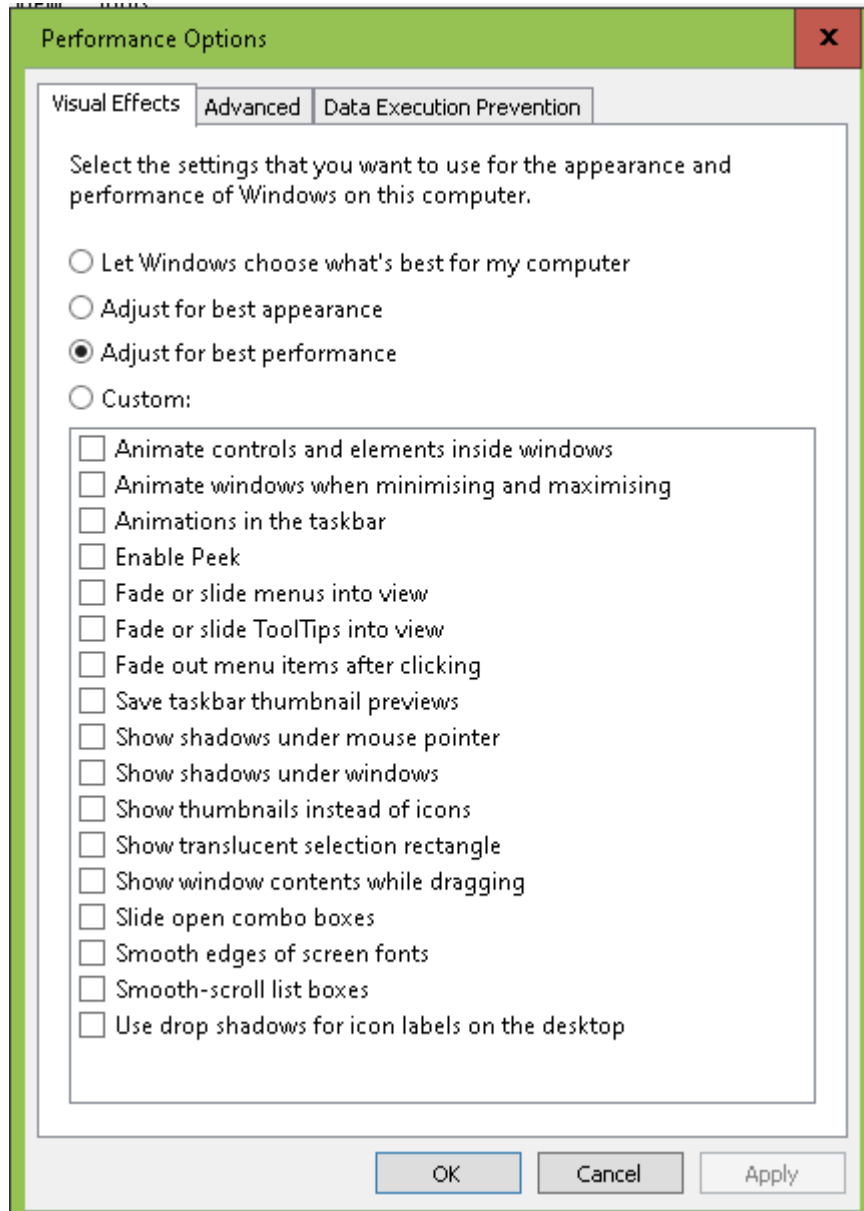 Performance Options
x
Visual Effects
Advanced
Data Execution Prevention
Select the settings that you want to use for the appearance and
performance of Windows on this computer.
Let Windows choose what's best for my computer
Adjust for best appearance
Adjust for best performance
Custom:
Animate controls and elements inside windows
Animate windows when minimising and maximising
Animations in the taskbar
Enable Peek
Fade or slide menus into view
Fade or slide ToolTips into view
Fade out menu items after clicking
Save taskbar thumbnail previews
Show shadows under mouse pointer
Show shadows under windows
Show thumbnails instead of icons
Show translucent selection rectangle
Show window contents while dragging
Slide open combo boxes
Smooth edges of screen fonts
Smooth-scroll list boxes
Use drop shadows for icon labels on the desktop
OK
Cancel
Apply